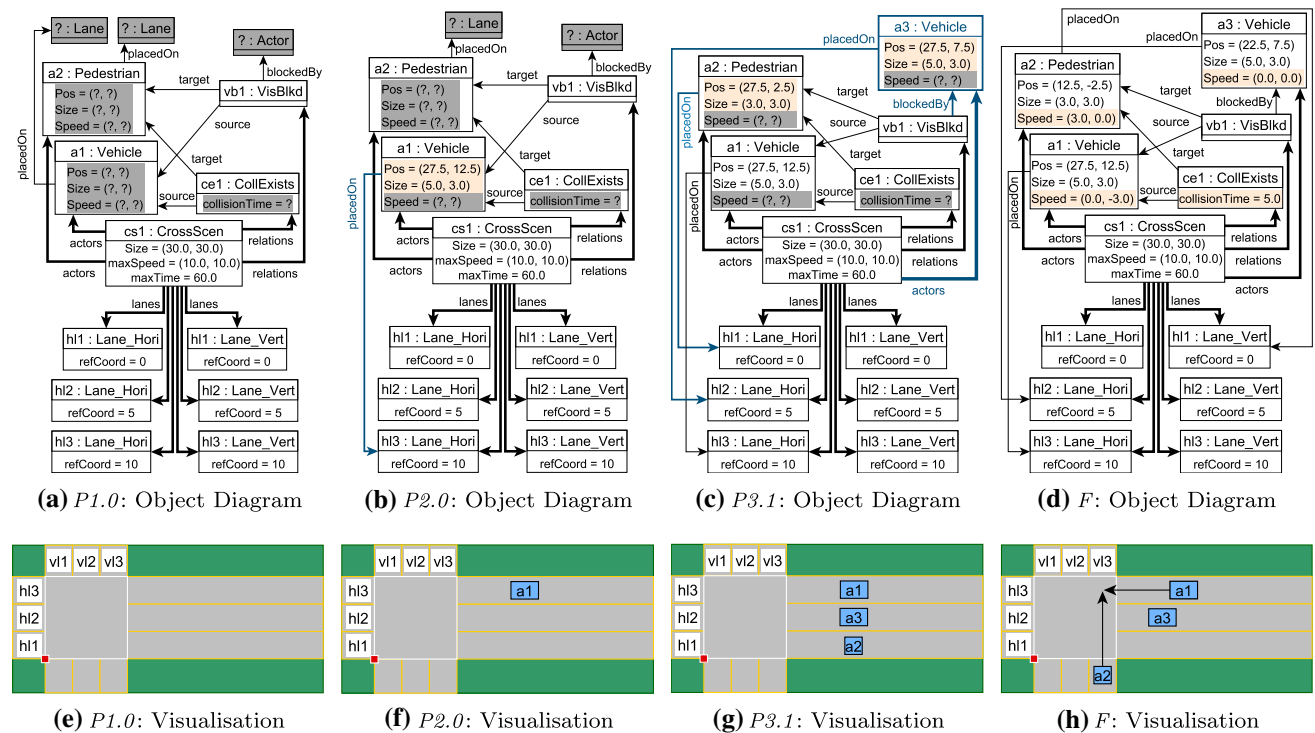 ? : Lane
? : Lane
? : Actor
placedOn
blockedBy
a2 : Pedestrian
Pos = (?, ?)
Size = (?, ?)
Speed = (?, ?)
target
vb1 : VisBlkd
source
placedOn
a1 : Vehicle
Pos = (?, ?)
Size = (?, ?)
Speed = (?, ?)
target
ce1 : CollExists
source
collisionTime = ?
cs1 : CrossScen
Size = (30.0, 30.0)
maxSpeed = (10.0, 10.0)
maxTime = 60.0
actors
relations
actors
relations
lanes
lanes
hl1 : Lane_Hori
refCoord = 0
hl1 : Lane_Vert
refCoord = 0
hl2 : Lane_Hori
refCoord = 5
hl2 : Lane_Vert
refCoord = 5
hl3 : Lane_Hori
refCoord = 10
hl3 : Lane_Vert
refCoord = 10
(a) P1.0: Object Diagram
? : Lane
? : Actor
placedOn
blockedBy
a2 : Pedestrian
Pos = (?, ?)
Size = (?, ?)
Speed = (?, ?)
target
vb1 : VisBlkd
source
placedOn
a1 : Vehicle
Pos = (27.5, 12.5)
Size = (5.0, 3.0)
Speed = (?, ?)
target
ce1 : CollExists
source
collisionTime = ?
cs1 : CrossScen
Size = (30.0, 30.0)
maxSpeed = (10.0, 10.0)
maxTime = 60.0
actors
relations
actors
relations
lanes
lanes
hl1 : Lane_Hori
refCoord = 0
hl1 : Lane_Vert
refCoord = 0
hl2 : Lane_Hori
refCoord = 5
hl2 : Lane_Vert
refCoord = 5
hl3 : Lane_Hori
refCoord = 10
hl3 : Lane_Vert
refCoord = 10
(b) P2.0: Object Diagram
a3 : Vehicle
Pos = (27.5, 7.5)
Size = (5.0, 3.0)
Speed = (?, ?)
placedOn
blockedBy
a2 : Pedestrian
Pos = (27.5, 2.5)
Size = (3.0, 3.0)
Speed = (?, ?)
placedOn
target
source
vb1 : VisBlkd
placedOn
a1 : Vehicle
Pos = (27.5, 12.5)
Size = (5.0, 3.0)
Speed = (?, ?)
target
ce1 : CollExists
source
collisionTime = ?
cs1 : CrossScen
Size = (30.0, 30.0)
maxSpeed = (10.0, 10.0)
maxTime = 60.0
actors
relations
actors
relations
actors
lanes
lanes
hl1 : Lane_Hori
refCoord = 0
hl1 : Lane_Vert
refCoord = 0
hl2 : Lane_Hori
refCoord = 5
hl2 : Lane_Vert
refCoord = 5
hl3 : Lane_Hori
refCoord = 10
hl3 : Lane_Vert
refCoord = 10
(c) P3.1: Object Diagram
placedOn
a3 : Vehicle
Pos = (22.5, 7.5)
Size = (5.0, 3.0)
Speed = (0.0, 0.0)
placedOn
blockedBy
a2 : Pedestrian
Pos = (12.5, -2.5)
Size = (3.0, 3.0)
Speed = (3.0, 0.0)
target
source
vb1 : VisBlkd
placedOn
a1 : Vehicle
Pos = (27.5, 12.5)
Size = (5.0, 3.0)
Speed = (0.0, -3.0)
target
ce1 : CollExists
source
collisionTime = 5.0
cs1 : CrossScen
Size = (30.0, 30.0)
maxSpeed = (10.0, 10.0)
maxTime = 60.0
actors
relations
actors
relations
actors
lanes
lanes
hl1 : Lane_Hori
refCoord = 0
hl1 : Lane_Vert
refCoord = 0
hl2 : Lane_Hori
refCoord = 5
hl2 : Lane_Vert
refCoord = 5
hl3 : Lane_Hori
refCoord = 10
hl3 : Lane_Vert
refCoord = 10
(d) F: Object Diagram
vl1 vl2 vl3
hl3
hl2
hl1
(e) P1.0: Visualisation
vl1 vl2 vl3
hl3 a1
hl2
hl1
(f) P2.0: Visualisation
vl1 vl2 vl3
hl3 a1
hl2 a3
hl1 a2
(g) P3.1: Visualisation
vl1 vl2 vl3
hl3 a1
hl2 a3
hl1
a2
(h) F: Visualisation